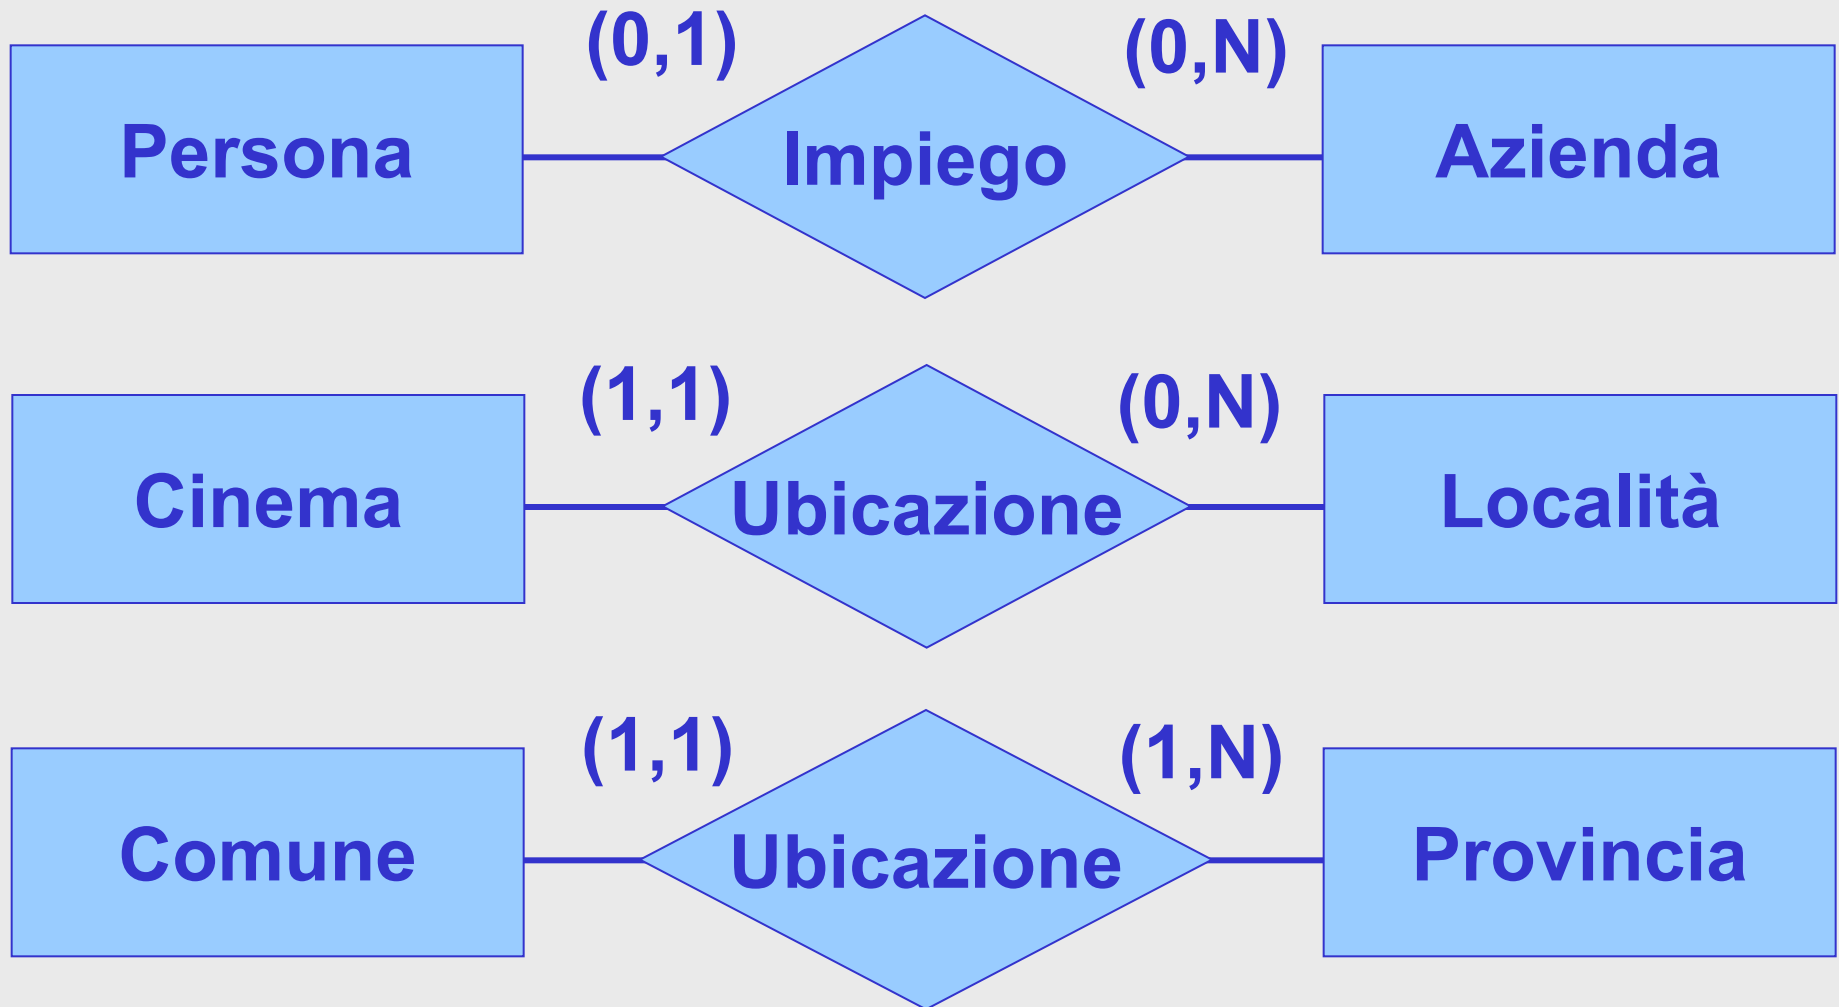 (0,1) (0,N)
Persona Impiego Azienda
(1,1) (0,N)
Cinema Ubicazione Località
(1,1) (1,N)
Comune Ubicazione Provincia